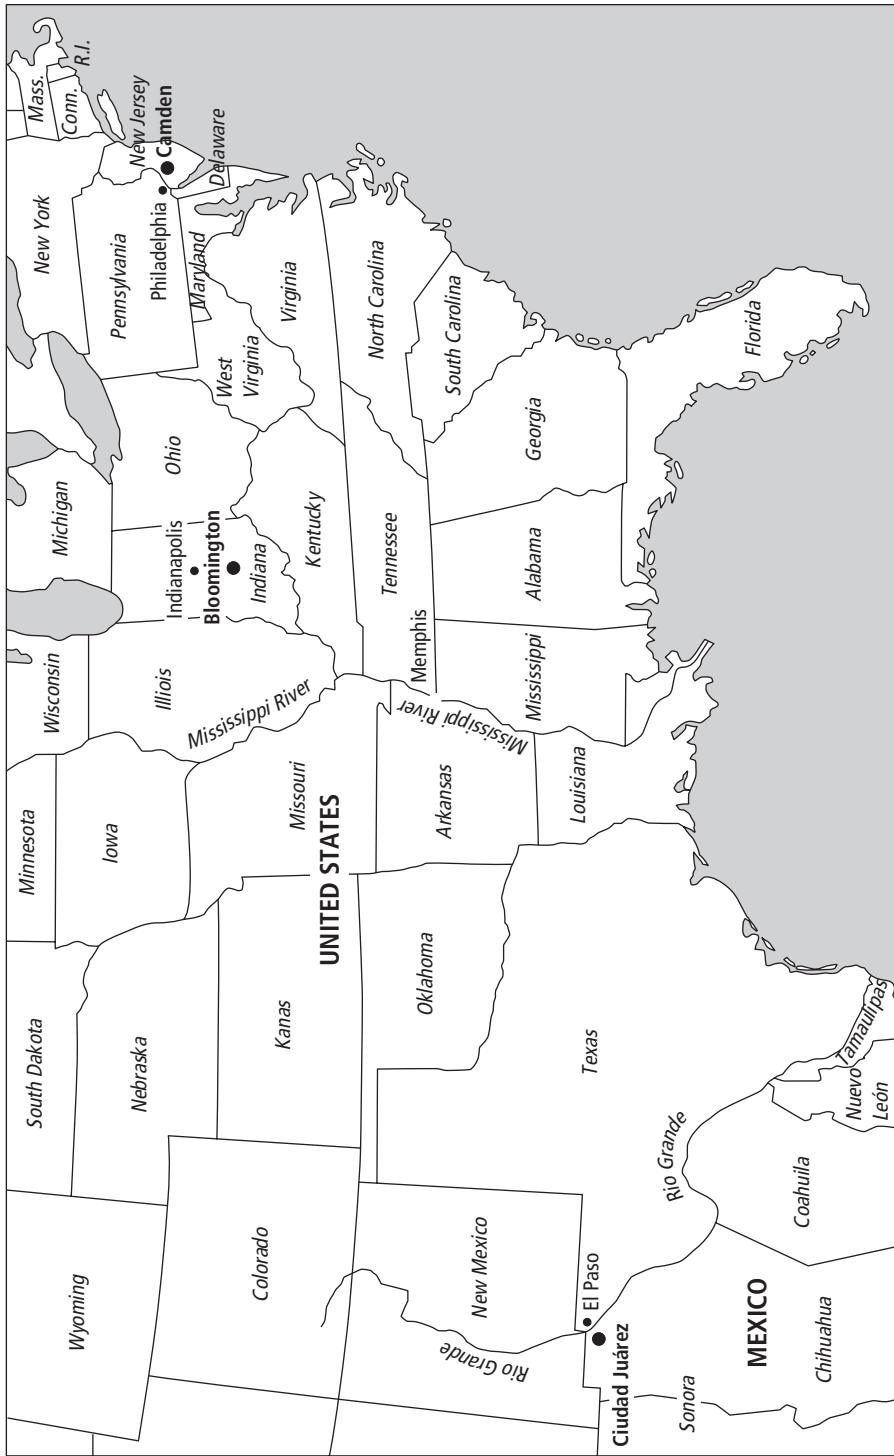 Wyoming
South Dakota
Minnesota
Wisconsin
Michigan
New York
Mass.
Conn.
R.I.
Nebraska
Iowa
Illiois
Indianapolis
Bloomington
Indiana
Ohio
Pennsylvania
Philadelphia
New Jersey
Camden
Maryland
Delaware
Colorado
Kanas
UNITED STATES
Missouri
Mississippi River
Kentucky
West
Virginia
Virginia
New Mexico
Rio Grande
Oklahoma
Arkansas
Mississippi River
Memphis
Tennessee
North Carolina
South Carolina
El Paso
Ciudad Juárez
Texas
Louisiana
Mississippi
Alabama
Georgia
Florida
Sonora
MEXICO
Chihuahua
Rio Grande
Coahuila
Nuevo
León
Tamaulipas